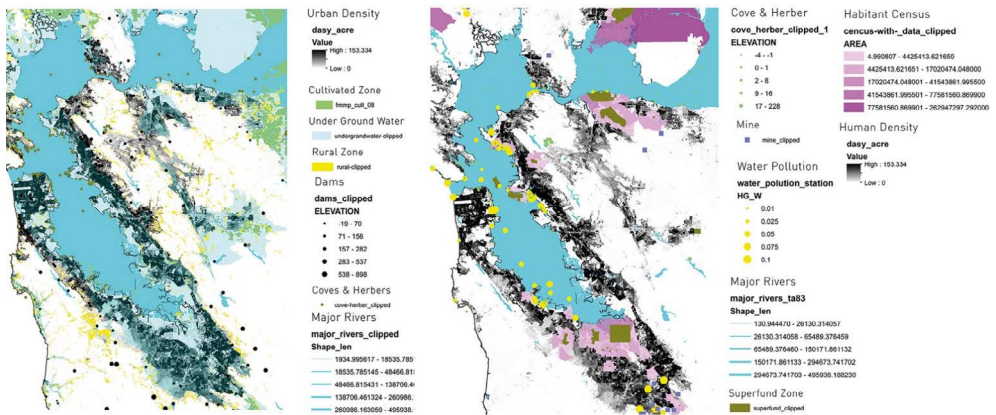 Urban Density
dasy_acre
Value
High : 153.334
Low : 0
Cultivated Zone
fmmp_cult_08
Under Ground Water
undergrandwater-clipped
Rural Zone
rural-clipped
Dams
dams_clipped
ELEVATION
-19 - 70
71 - 156
157 - 282
283 - 537
538 - 898
Coves & Herbers
cove-herber_clipped
Major Rivers
major_rivers_clipped
Shape_len
1934.995617 - 18535.785
18535.785145 - 48466.815
48466.815431 - 138706.46
138706.461324 - 260986.
260986.163059 - 495938.
Cove & Herber
cove_herber_clipped_1
ELEVATION
-4 - -1
0 - 1
2 - 8
9 - 16
17 - 228
Mine
mine_clipped
Water Pollution
water_polution_station
HG_W
0.01
0.025
0.05
0.075
0.1
Major Rivers
major_rivers_ta83
Shape_len
130.944470 - 26130.314057
26130.314058 - 65489.376459
65489.376460 - 150171.861132
150171.861133 - 294673.741702
294673.741703 - 495938.188230
Superfund Zone
superfund_clipped
Habitant Census
cencus-with-_data_clipped
AREA
4.990807 - 4425413.621650
4425413.621651 - 17020474.048000
17020474.048001 - 41543861.995500
41543861.995501 - 77581560.869900
77581560.869901 - 262947297.292000
Human Density
dasy_acre
Value
High : 153.334
Low : 0